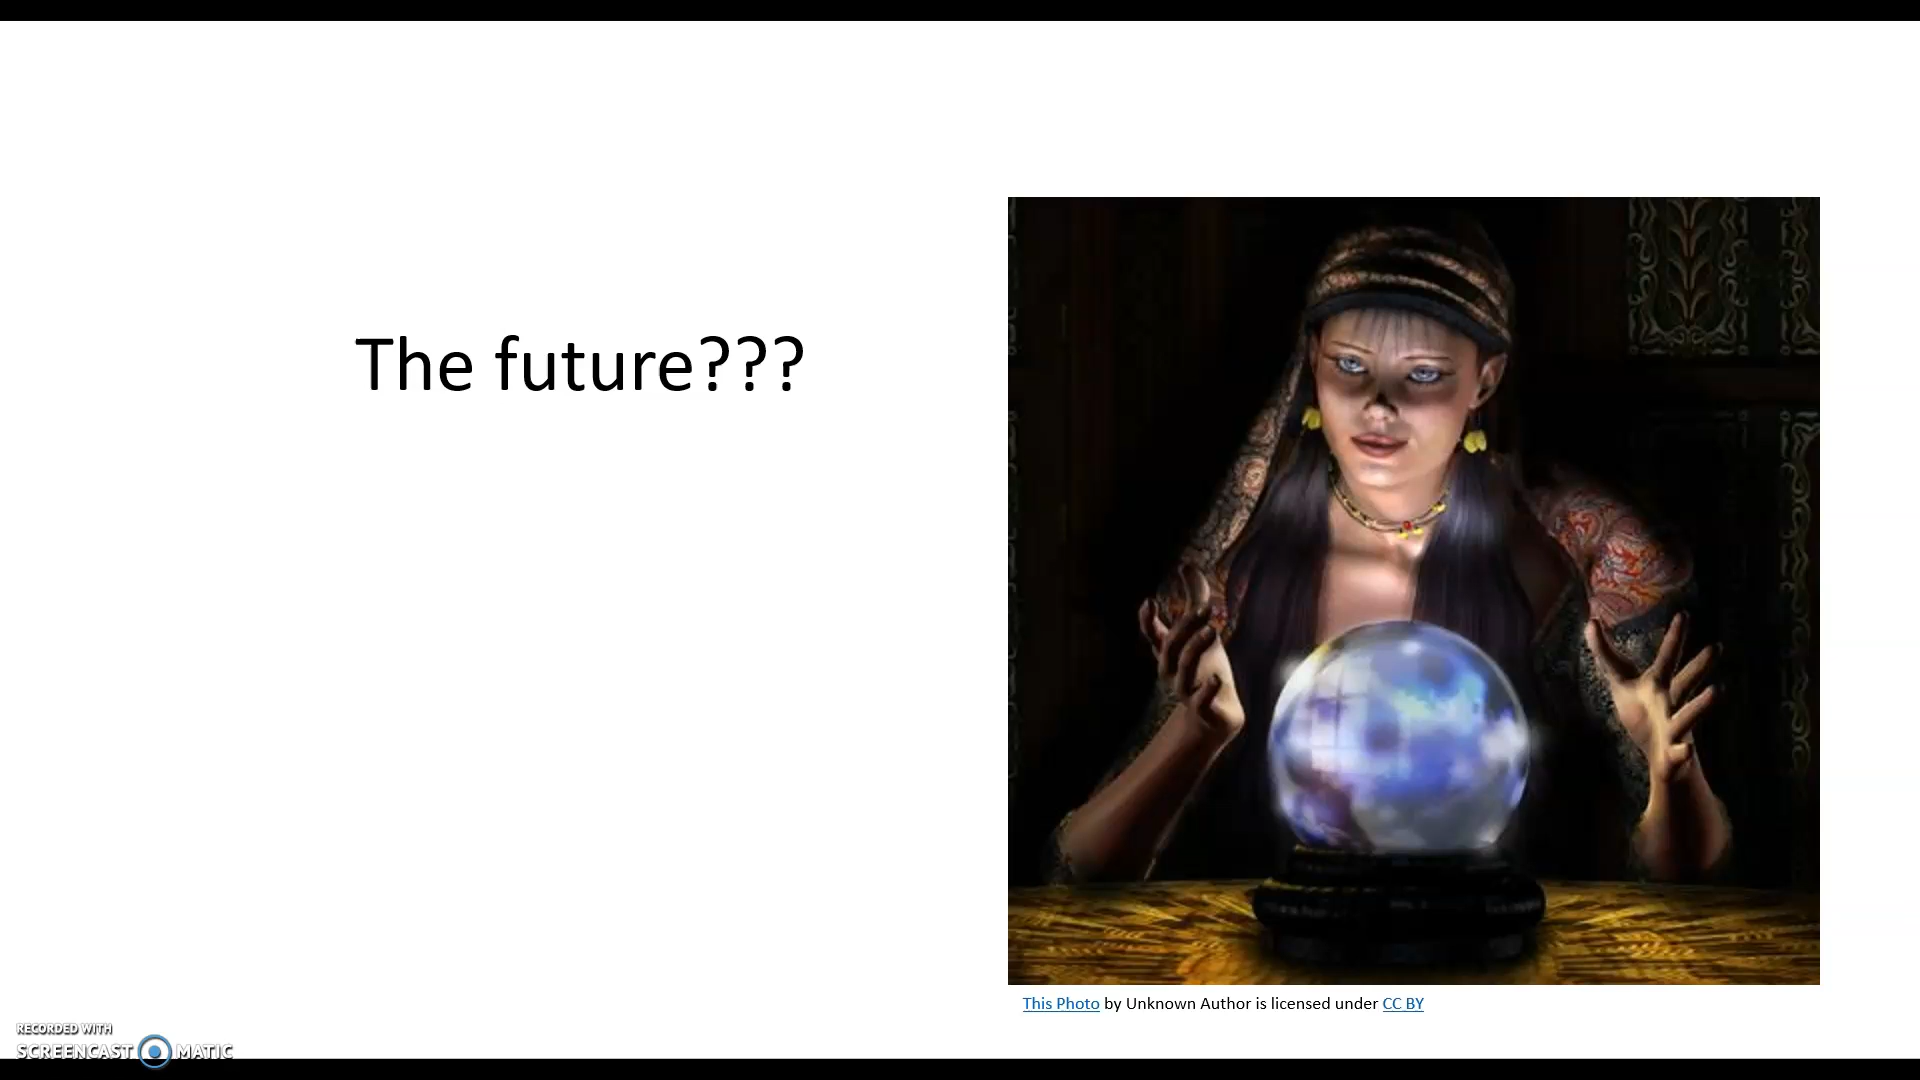 The future???
This Photo by Unknown Author is licensed under CC BY
RECORDED WITH
SCREENCAST MATIC